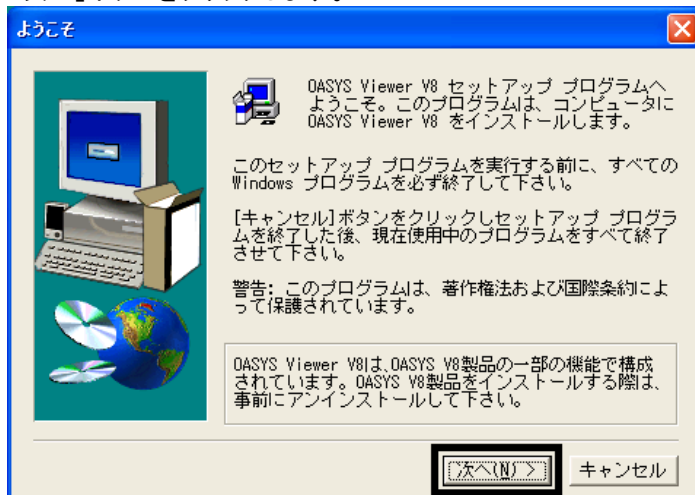 ようこそ
OASYS Viewer V8 セットアップ プログラムへ
ようこそ。このプログラムは、コンピュータに
OASYS Viewer V8 をインストールします。
このセットアップ プログラムを実行する前に、すべての
Windows プログラムを必ず終了して下さい。
[キャンセル]ボタンをクリックしセットアップ プログラ
ムを終了した後、現在使用中のプログラムをすべて終了
させて下さい。
警告: このプログラムは、著作権法および国際条約によ
って保護されています。
OASYS Viewer V8は、OASYS V8製品の一部の機能で構成
されています。OASYS V8製品をインストールする際は、
事前にアンインストールして下さい。
次へ(N) >
キャンセル